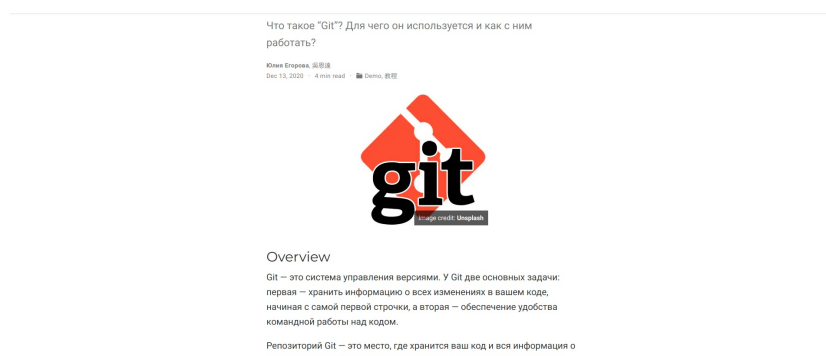 Что такое “Git”? Для чего он используется и как с ним
работать?
Юлия Егорова, 吳恩達
Dec 13, 2020 · 4 min read · Demo, 教程
git
Image credit: Unsplash
Overview
Git — это система управления версиями. У Git две основных задачи:
первая — хранить информацию о всех изменениях в вашем коде,
начиная с самой первой строчки, а вторая — обеспечение удобства
командной работы над кодом.
Репозиторий Git — это место, где хранится ваш код и вся информация о